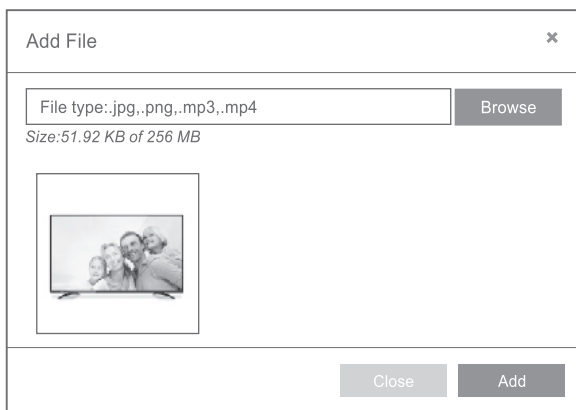 Add File
×
File type:.jpg,.png,.mp3,.mp4
Browse
Size:51.92 KB of 256 MB
Close
Add